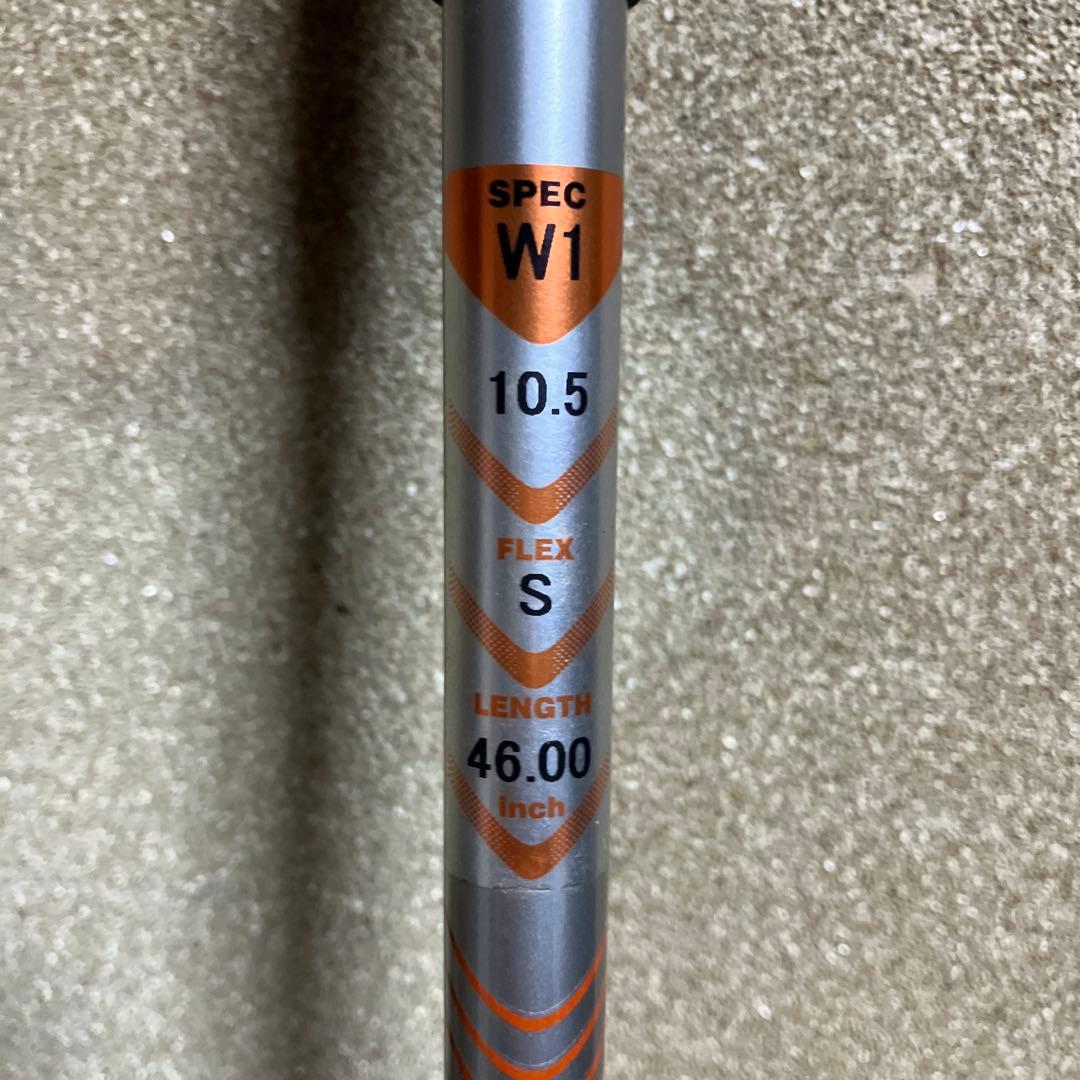 SPEC
W1
10.5
FLEX
S
LENGTH
46.00
inch